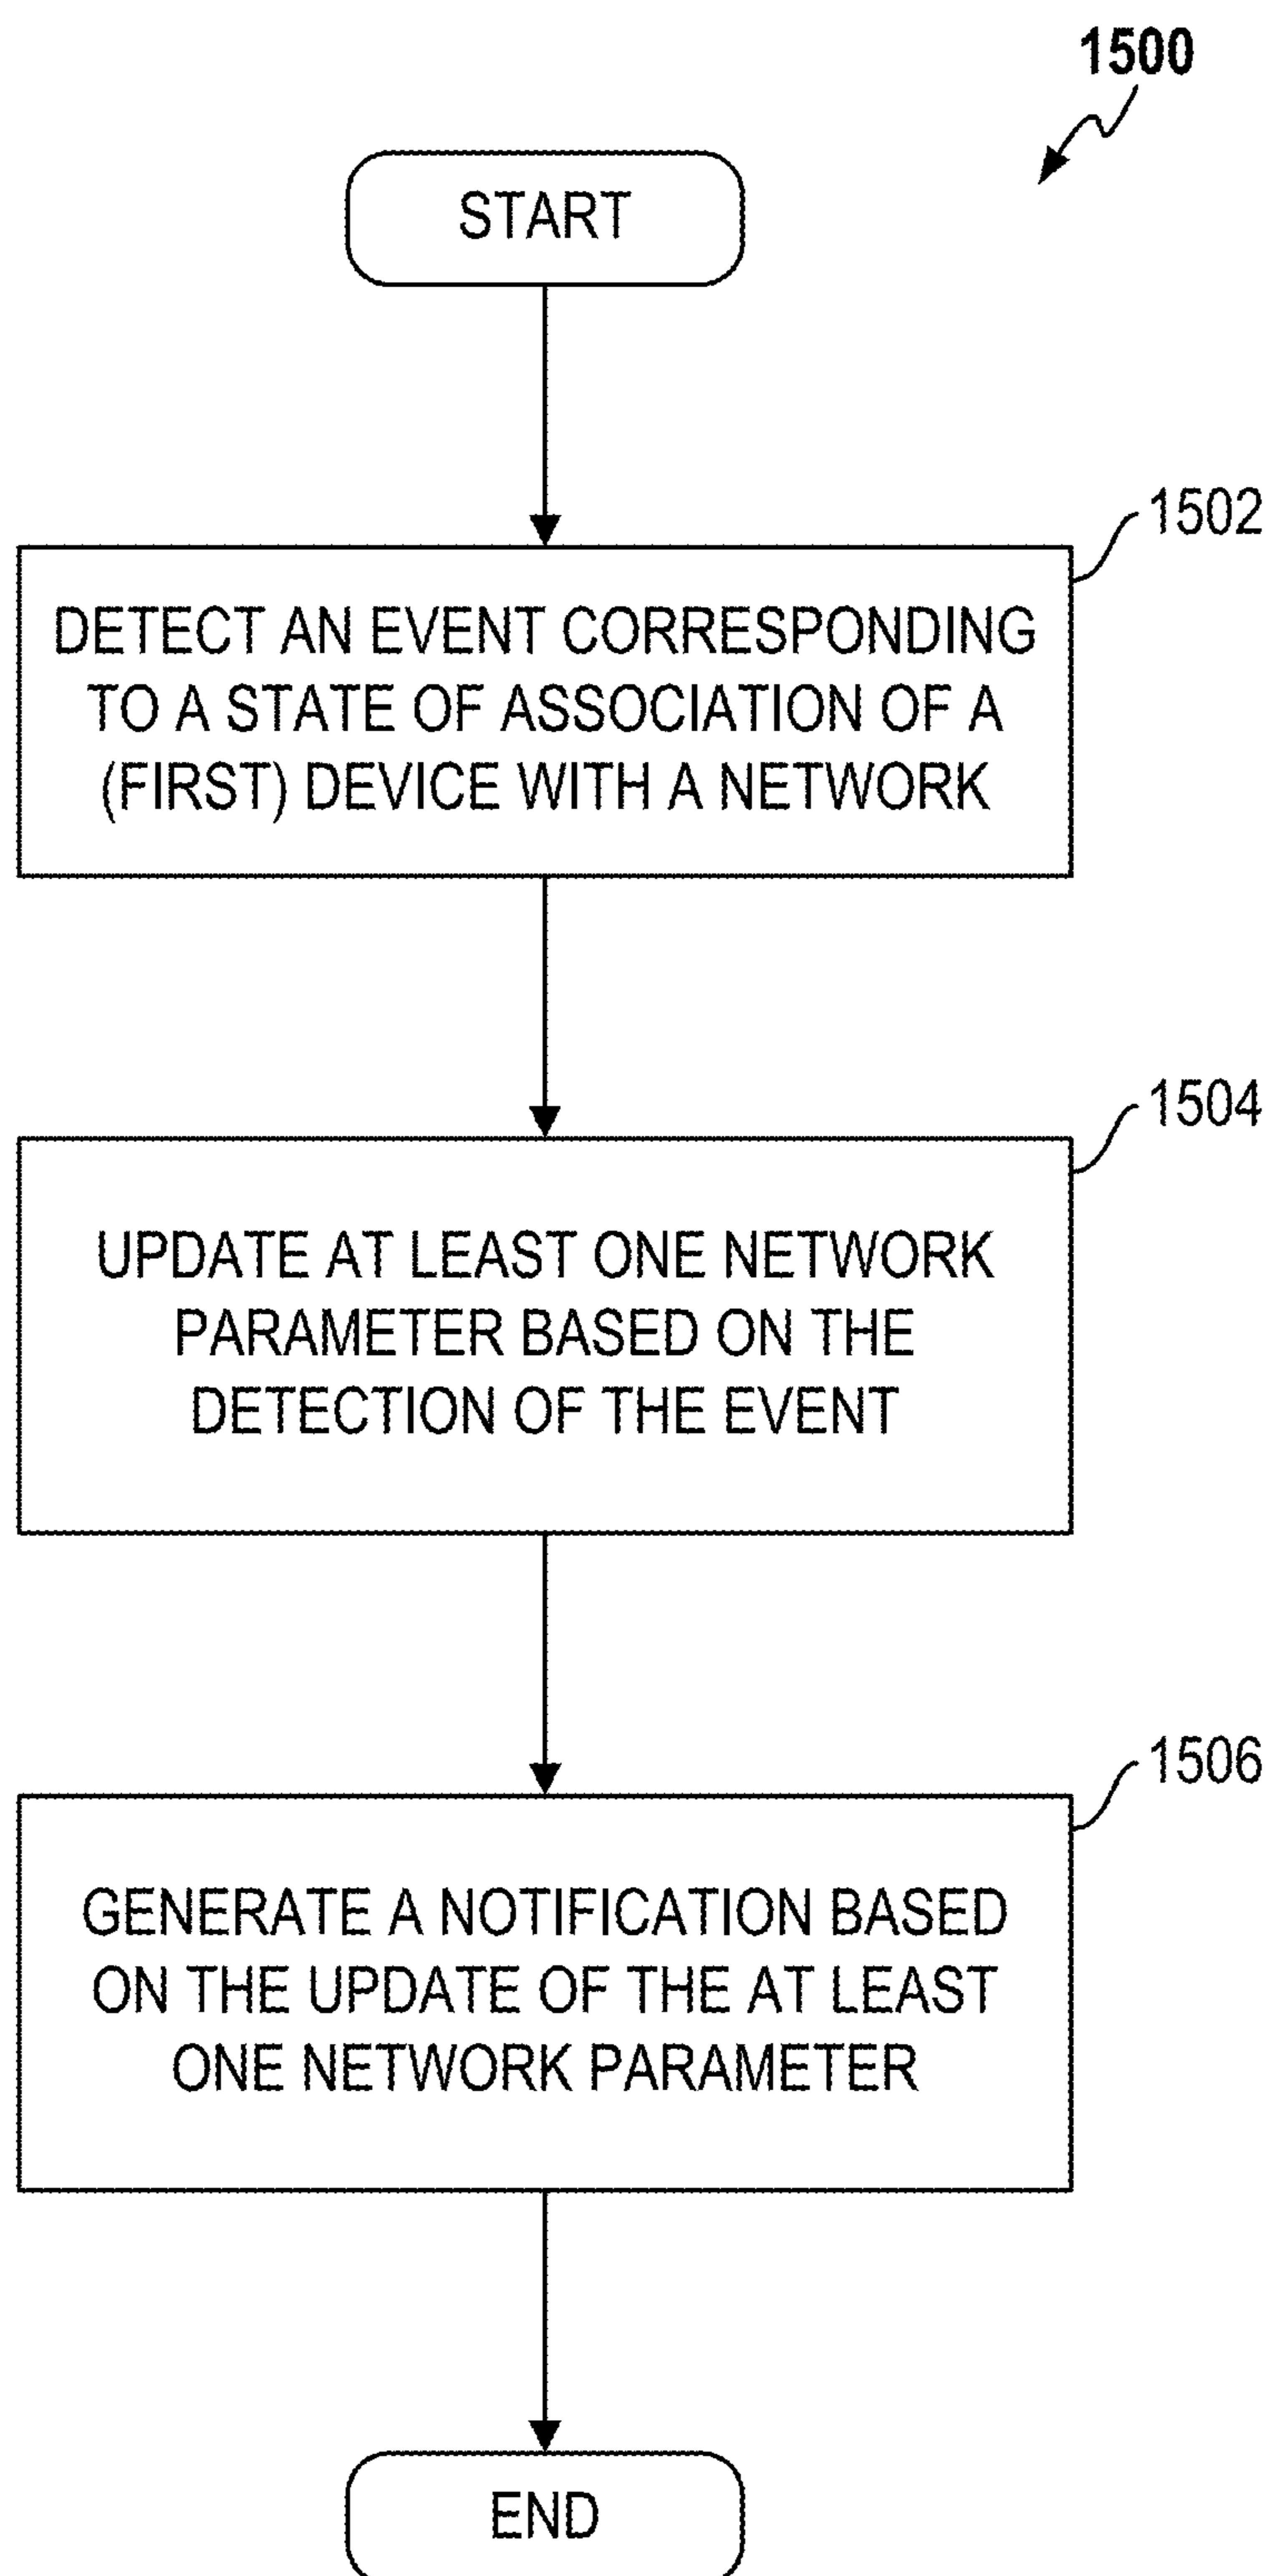 1500
START
1502
DETECT AN EVENT CORRESPONDING
TO A STATE OF ASSOCIATION OF A
(FIRST) DEVICE WITH A NETWORK
1504
UPDATE AT LEAST ONE NETWORK
PARAMETER BASED ON THE
DETECTION OF THE EVENT
1506
GENERATE A NOTIFICATION BASED
ON THE UPDATE OF THE AT LEAST
ONE NETWORK PARAMETER
END